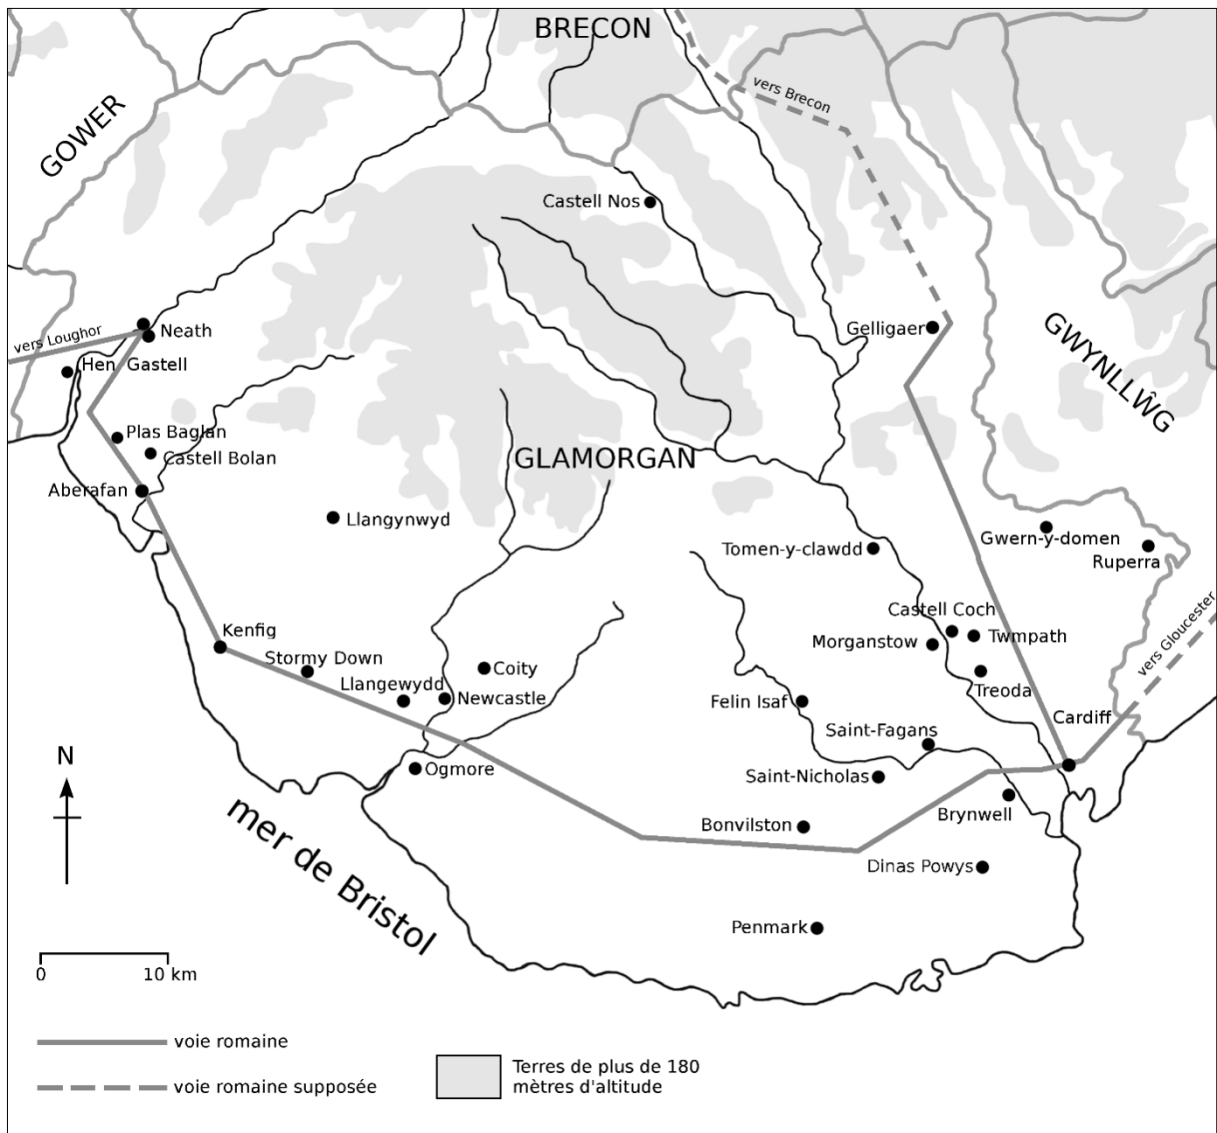 BRECON
GOWER
vers Brecon
Castell Nos
vers Loughor
Neath
Gelligaer
Hen Gastell
GWYNLLŴG
Plas Baglan
Castell Bolan
GLAMORGAN
Aberafan
Llangynwyd
Gwern-y-domen
Tomen-y-clawdd
Ruperra
Castell Coch
vers Gloucester
Kenfig
Morganstow
Twmpath
Stormy Down
Coity
Llangewydd
Newcastle
Treoda
Felin Isaf
Cardiff
Saint-Fagans
N
Ogmore
Saint-Nicholas
mer de Bristol
Bonvilston
Brynwell
Dinas Powys
Penmark
0 10 km
voie romaine
voie romaine supposée
Terres de plus de 180
mètres d'altitude